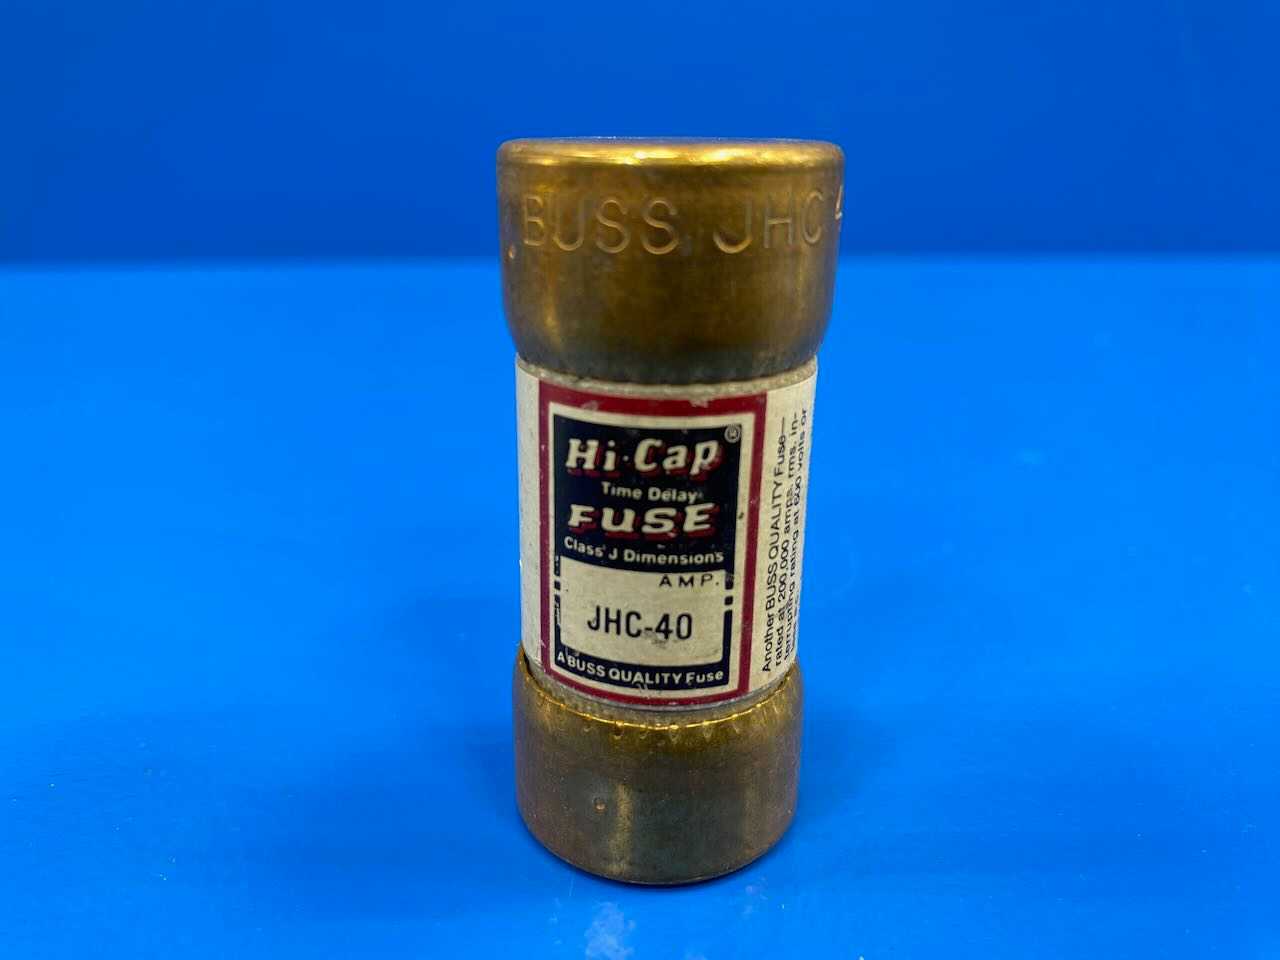 BUSS JHC 4
Hi·Cap®
Time Delay
FUSE
Class J Dimensions
AMP.
JHC-40
A BUSS QUALITY Fuse
Another BUSS QUALITY Fuse—
rated at 200,000 amps. rms. in-
terrupting rating at 600 volts or